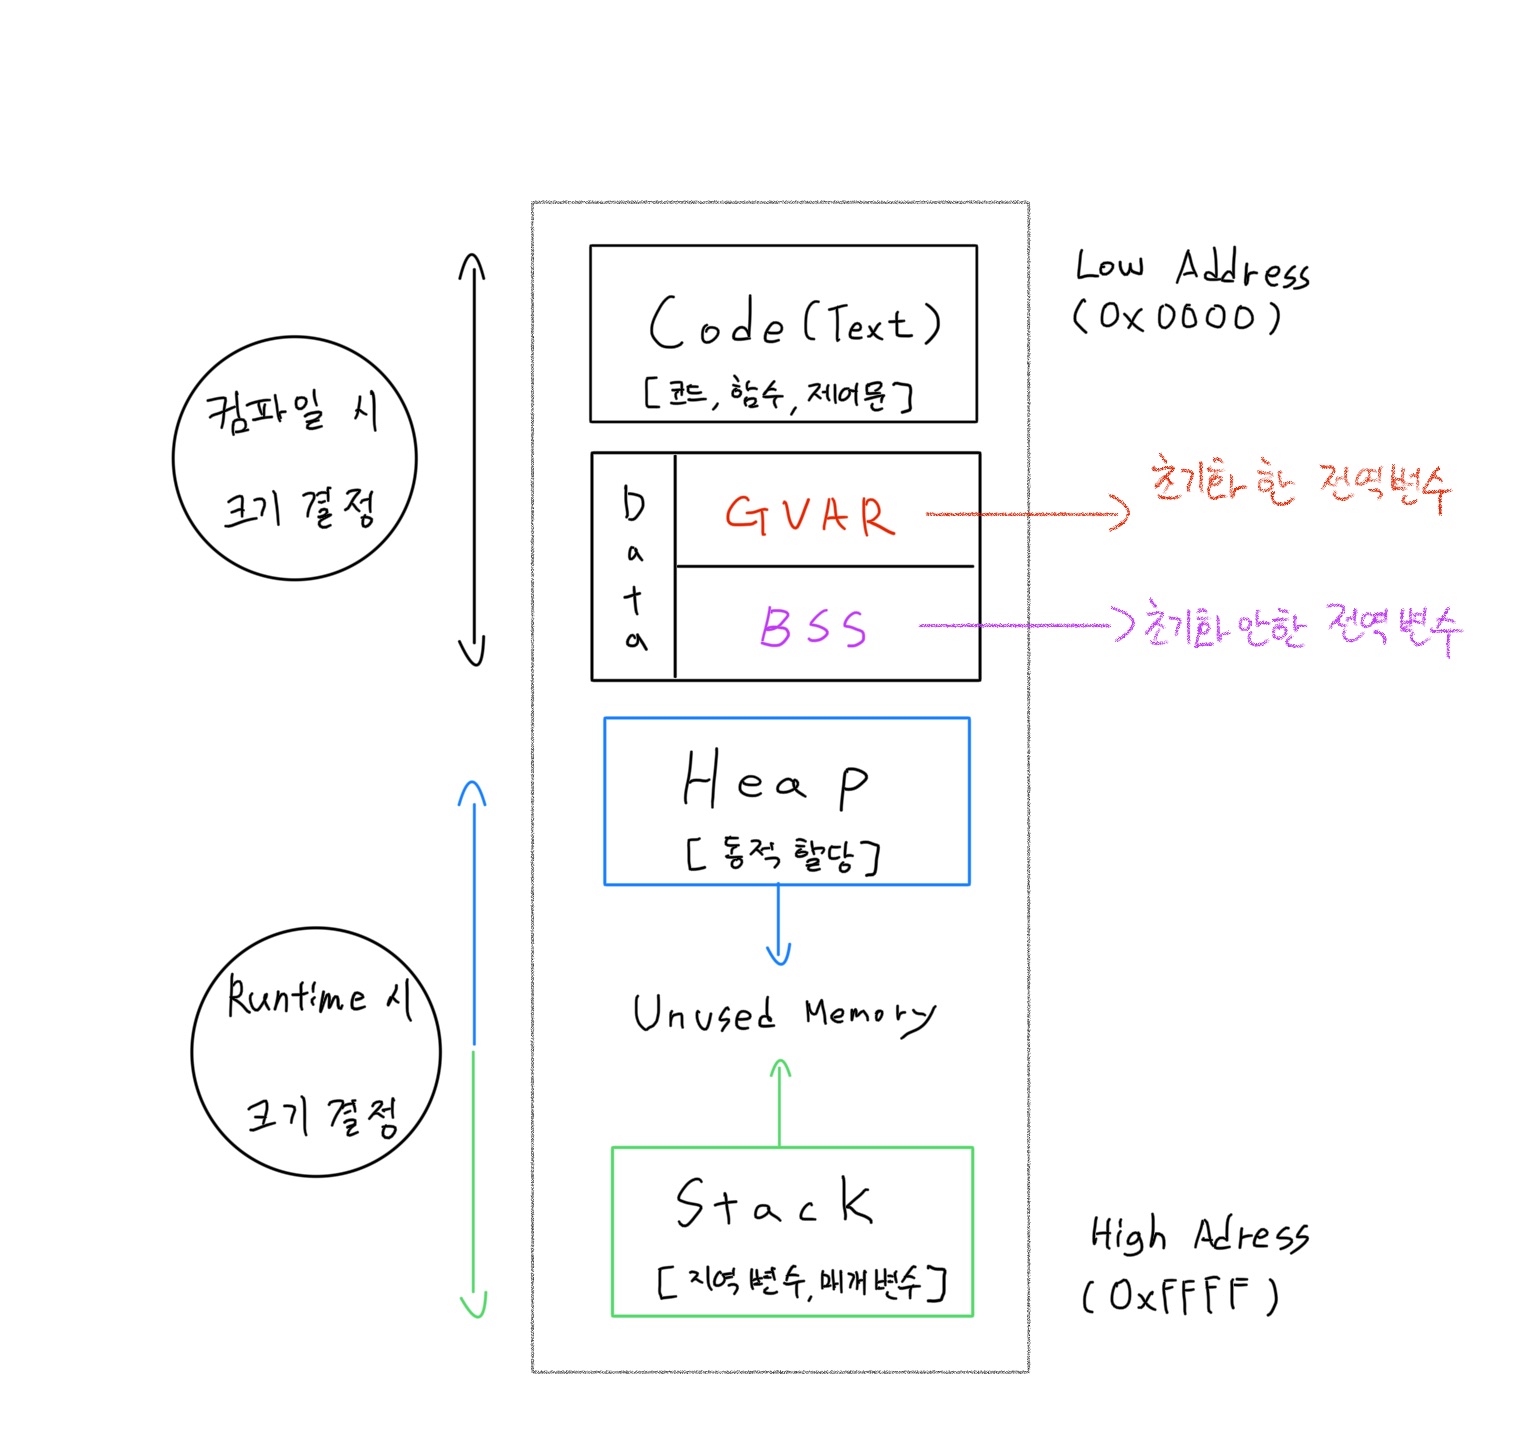 Low Address
(0x0000)
Code (Text)
[코드, 함수, 제어문]
컴파일 시
크기 결정
Data
GVAR
초기화 한 전역변수
BSS
초기화 안한 전역변수
Heap
[동적 할당]
Unused Memory
Runtime 시
크기 결정
Stack
[지역 변수, 매개변수]
High Adress
(0xFFFF)